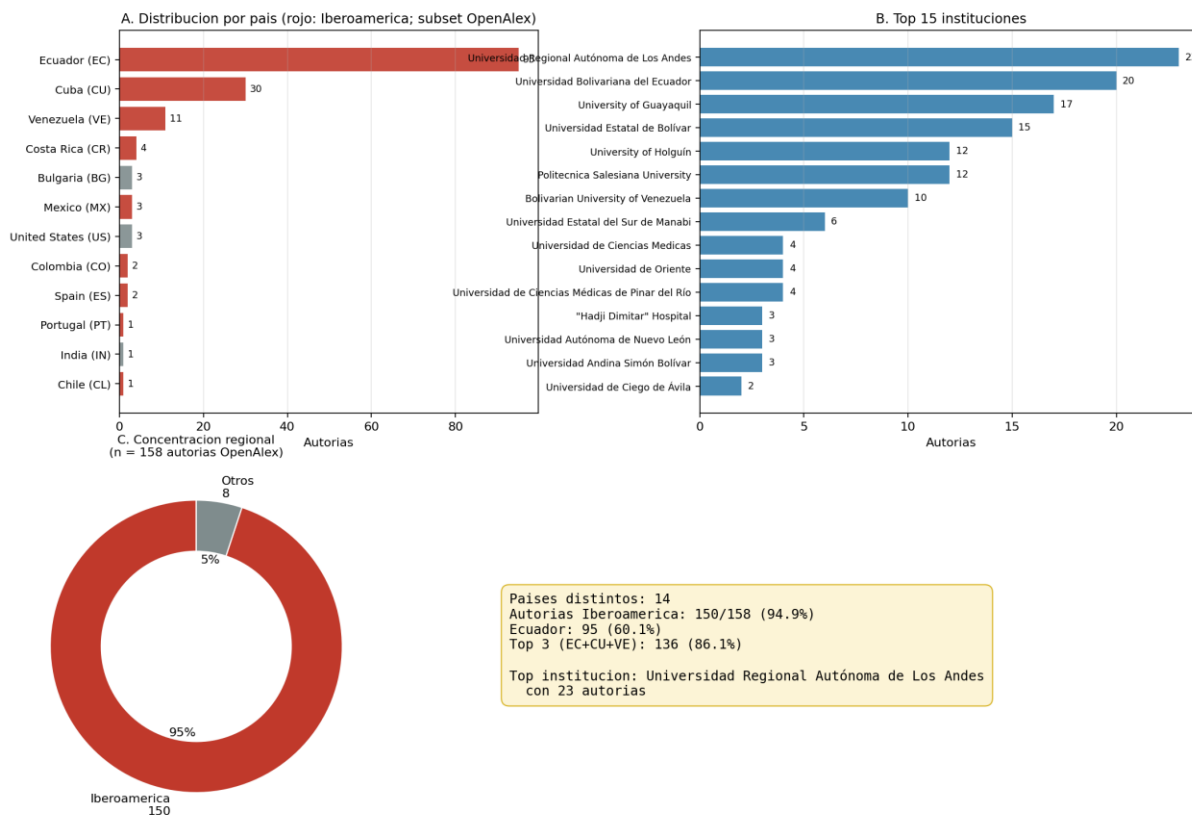 A. Distribucion por pais (rojo: Iberoamerica; subset OpenAlex)
Ecuador (EC)
Cuba (CU)
30
Venezuela (VE)
11
Costa Rica (CR)
4
Bulgaria (BG)
3
Mexico (MX)
3
United States (US)
3
Colombia (CO)
2
Spain (ES)
2
Portugal (PT)
1
India (IN)
1
Chile (CL)
1
0
20
40
60
80
Autorias
B. Top 15 instituciones
Universidad Regional Autónoma de Los Andes
Universidad Bolivariana del Ecuador
20
University of Guayaquil
17
Universidad Estatal de Bolívar
15
University of Holguín
12
Politecnica Salesiana University
12
Bolivarian University of Venezuela
10
Universidad Estatal del Sur de Manabi
6
Universidad de Ciencias Medicas
4
Universidad de Oriente
4
Universidad de Ciencias Médicas de Pinar del Río
4
"Hadji Dimitar" Hospital
3
Universidad Autónoma de Nuevo León
3
Universidad Andina Simón Bolívar
3
Universidad de Ciego de Ávila
2
0
5
10
15
20
Autorias
C. Concentracion regional
(n = 158 autorias OpenAlex)
Otros
8
5%
95%
Iberoamerica
150
Paises distintos: 14
Autorias Iberoamerica: 150/158 (94.9%)
Ecuador: 95 (60.1%)
Top 3 (EC+CU+VE): 136 (86.1%)
Top institucion: Universidad Regional Autónoma de Los Andes
con 23 autorias